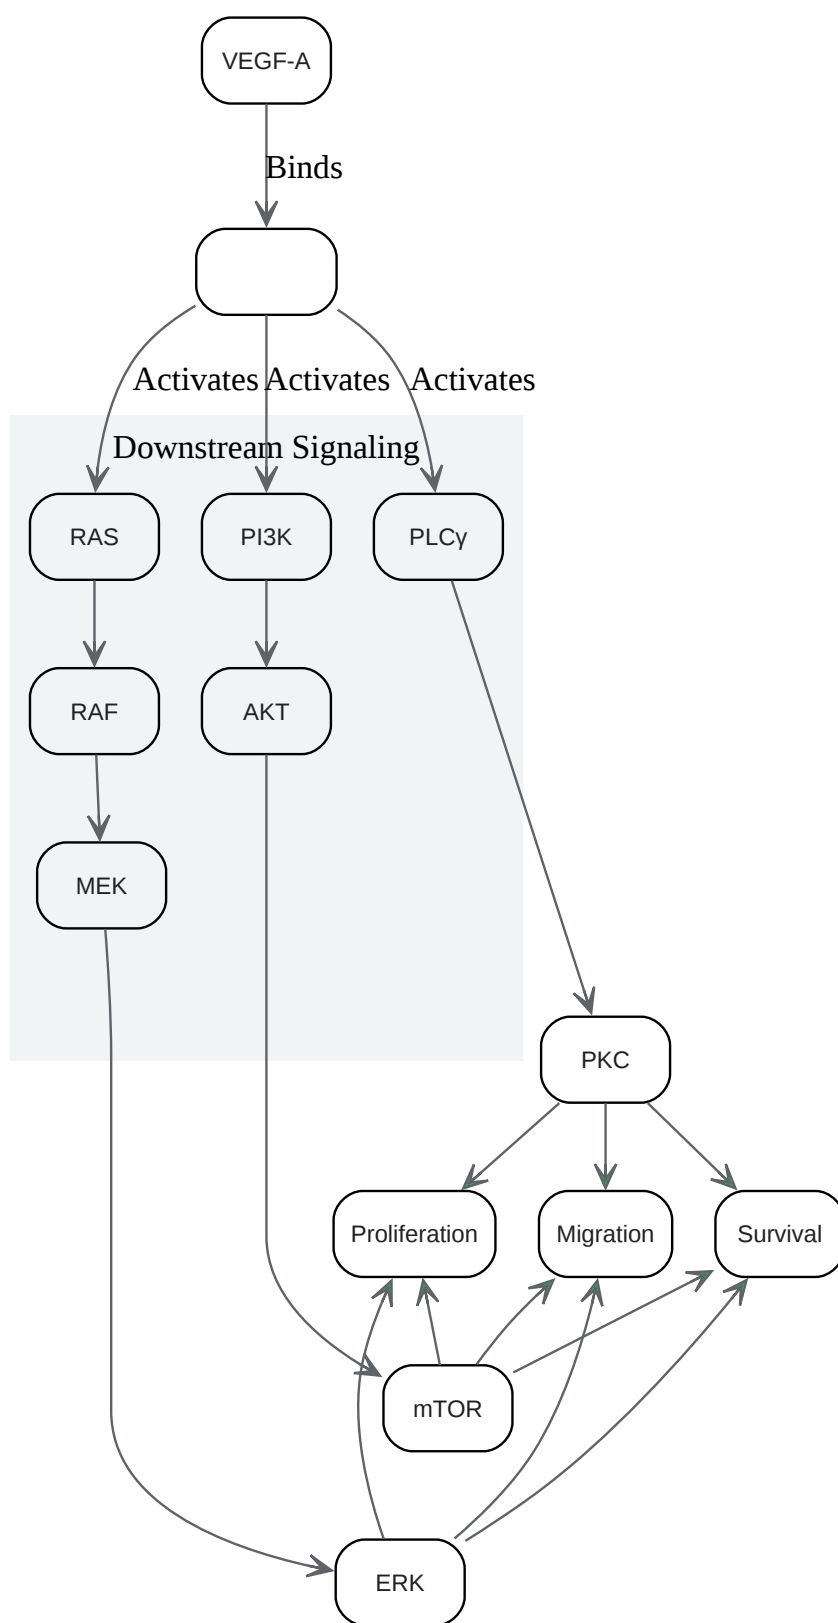 VEGF-A
Binds
Activates Activates Activates
Downstream Signaling
RAS PI3K PLCγ
RAF AKT
MEK
PKC
Proliferation Migration Survival
mTOR
ERK